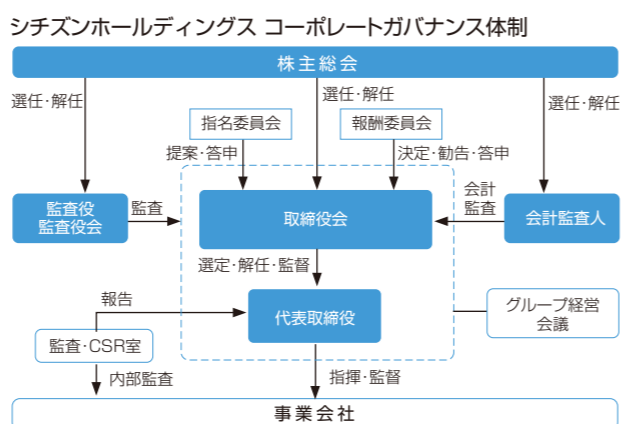 シチズンホールディングス コーポレートガバナンス体制
株主総会
選任・解任
選任・解任
選任・解任
指名委員会
報酬委員会
提案・答申
決定・勧告・答申
監査役
監査役会
監査
取締役会
会計
監査
会計監査人
選定・解任・監督
報告
代表取締役
グループ経営
会議
監査・CSR室
内部監査
指揮・監督
事業会社